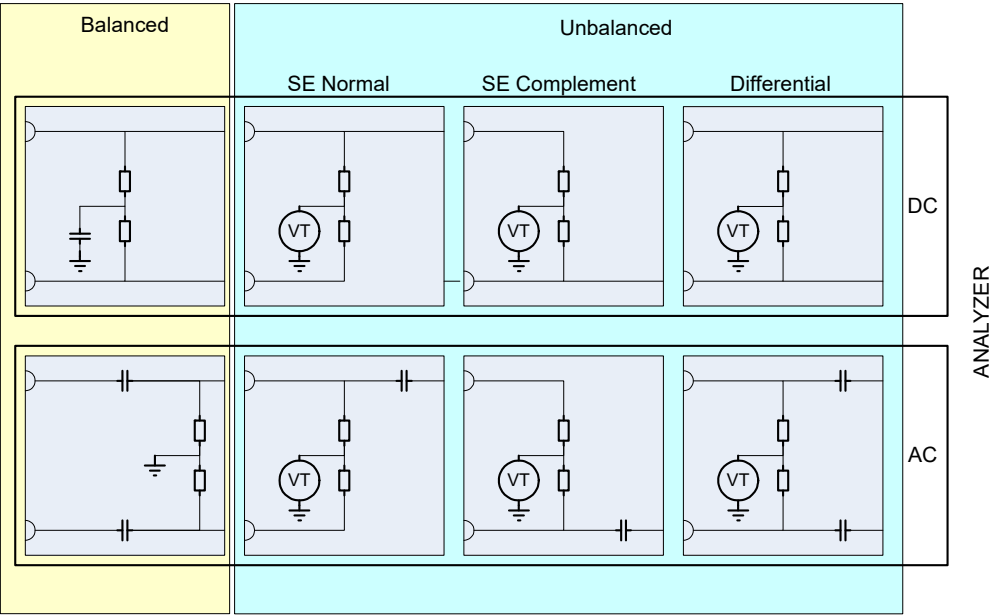 Balanced
Unbalanced
SE Normal
SE Complement
Differential
VT
VT
VT
DC
VT
VT
VT
AC
ANALYZER